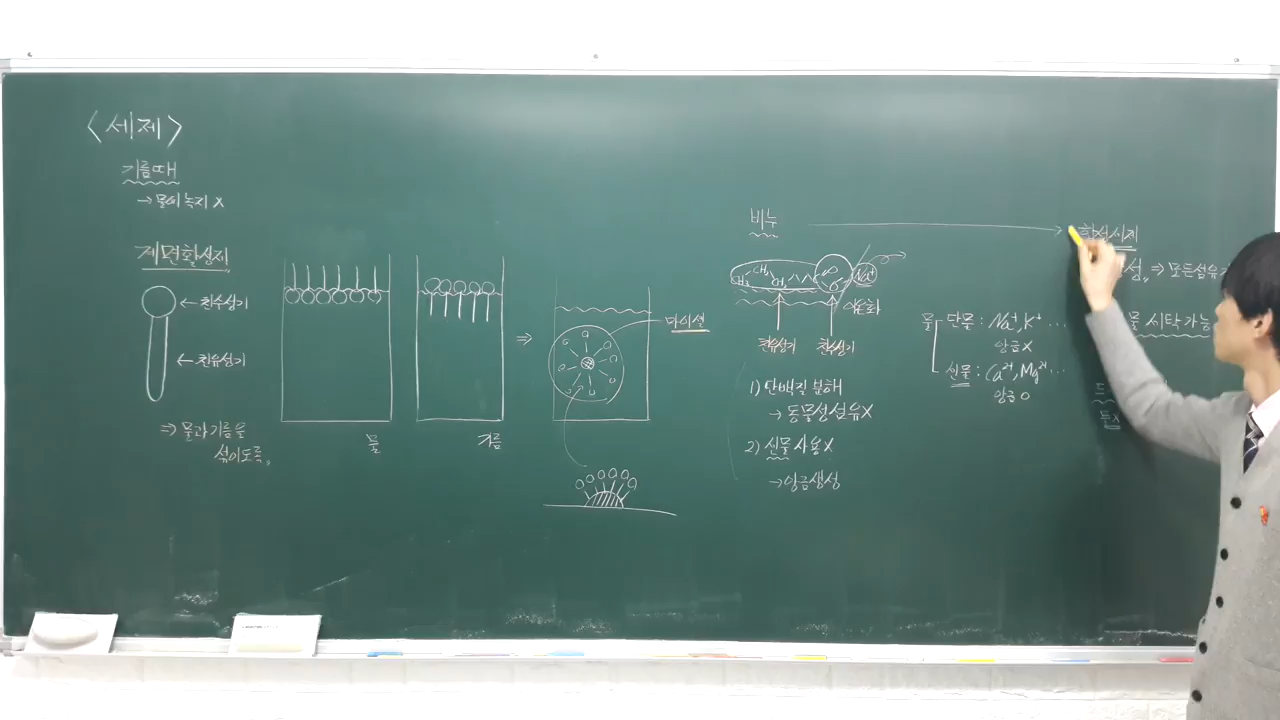 <세제>
기름때
→ 물에 녹지 X
계면활성제
← 친수성기
← 친유성기
⇒ 물과 기름을
섞이도록.
물
기름
⇒
마이셀
비누
CH₃ CH₂ CH₂
Na⁺
이온화
친유성기
친수성기
1) 단백질 분해
→ 동물성 섬유 X
2) 센물 사용 X
→ 앙금생성
물
단물 : Na⁺, K⁺ ...
앙금 X
센물 : Ca²⁺, Mg²⁺ ...
앙금 O
합성세제
성, ⇒ 모든섬유
물 세탁 가능